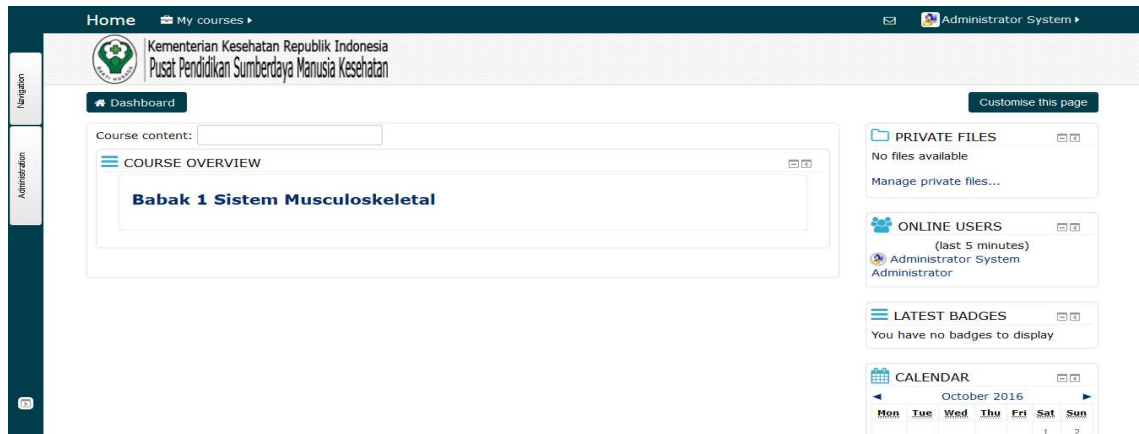 Home My courses Administrator System
Kementerian Kesehatan Republik Indonesia
Pusat Pendidikan Sumberdaya Manusia Kesehatan
Navigation
Administration
Dashboard Customise this page
Course content:
COURSE OVERVIEW
Babak 1 Sistem Musculoskeletal
PRIVATE FILES
No files available
Manage private files...
ONLINE USERS
(last 5 minutes)
Administrator System
Administrator
LATEST BADGES
You have no badges to display
CALENDAR
◄ October 2016 ►
Mon Tue Wed Thu Fri Sat Sun
1 2